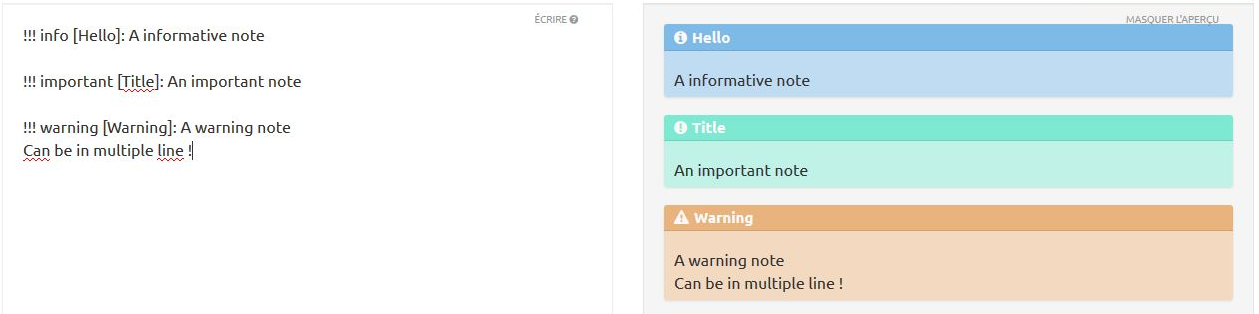 ÉCRIRE
!!! info [Hello]: A informative note
!!! important [Title]: An important note
!!! warning [Warning]: A warning note
Can be in multiple line !
MASQUER L'APERÇU
Hello
A informative note
Title
An important note
Warning
A warning note
Can be in multiple line !